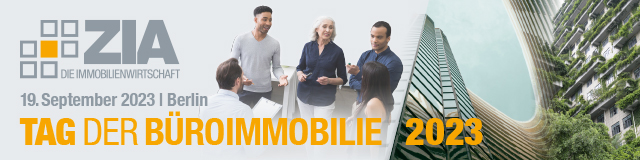 ZIA
DIE IMMOBILIENWIRTSCHAFT
19. September 2023 | Berlin
TAG DER BÜROIMMOBILIE 2023